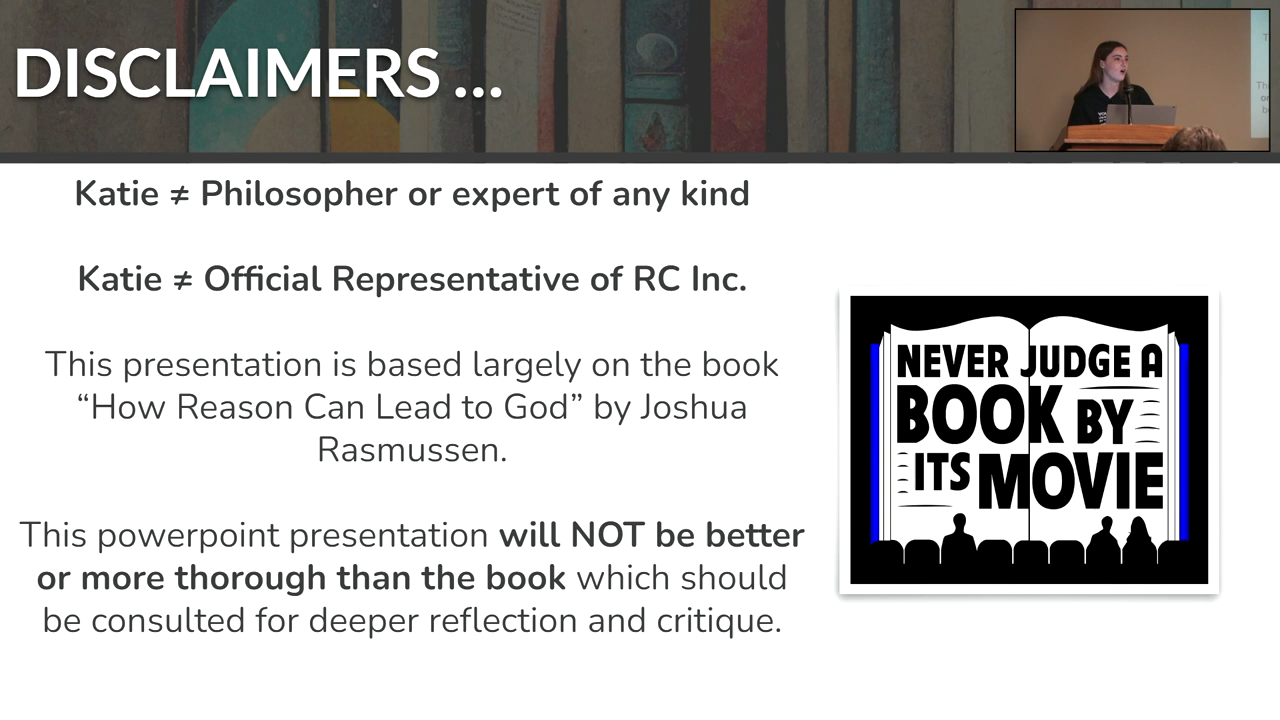 DISCLAIMERS ...
Katie ≠ Philosopher or expert of any kind
Katie ≠ Official Representative of RC Inc.
This presentation is based largely on the book
“How Reason Can Lead to God” by Joshua
Rasmussen.
This powerpoint presentation will NOT be better
or more thorough than the book which should
be consulted for deeper reflection and critique.
NEVER JUDGE A
BOOK BY
ITS MOVIE